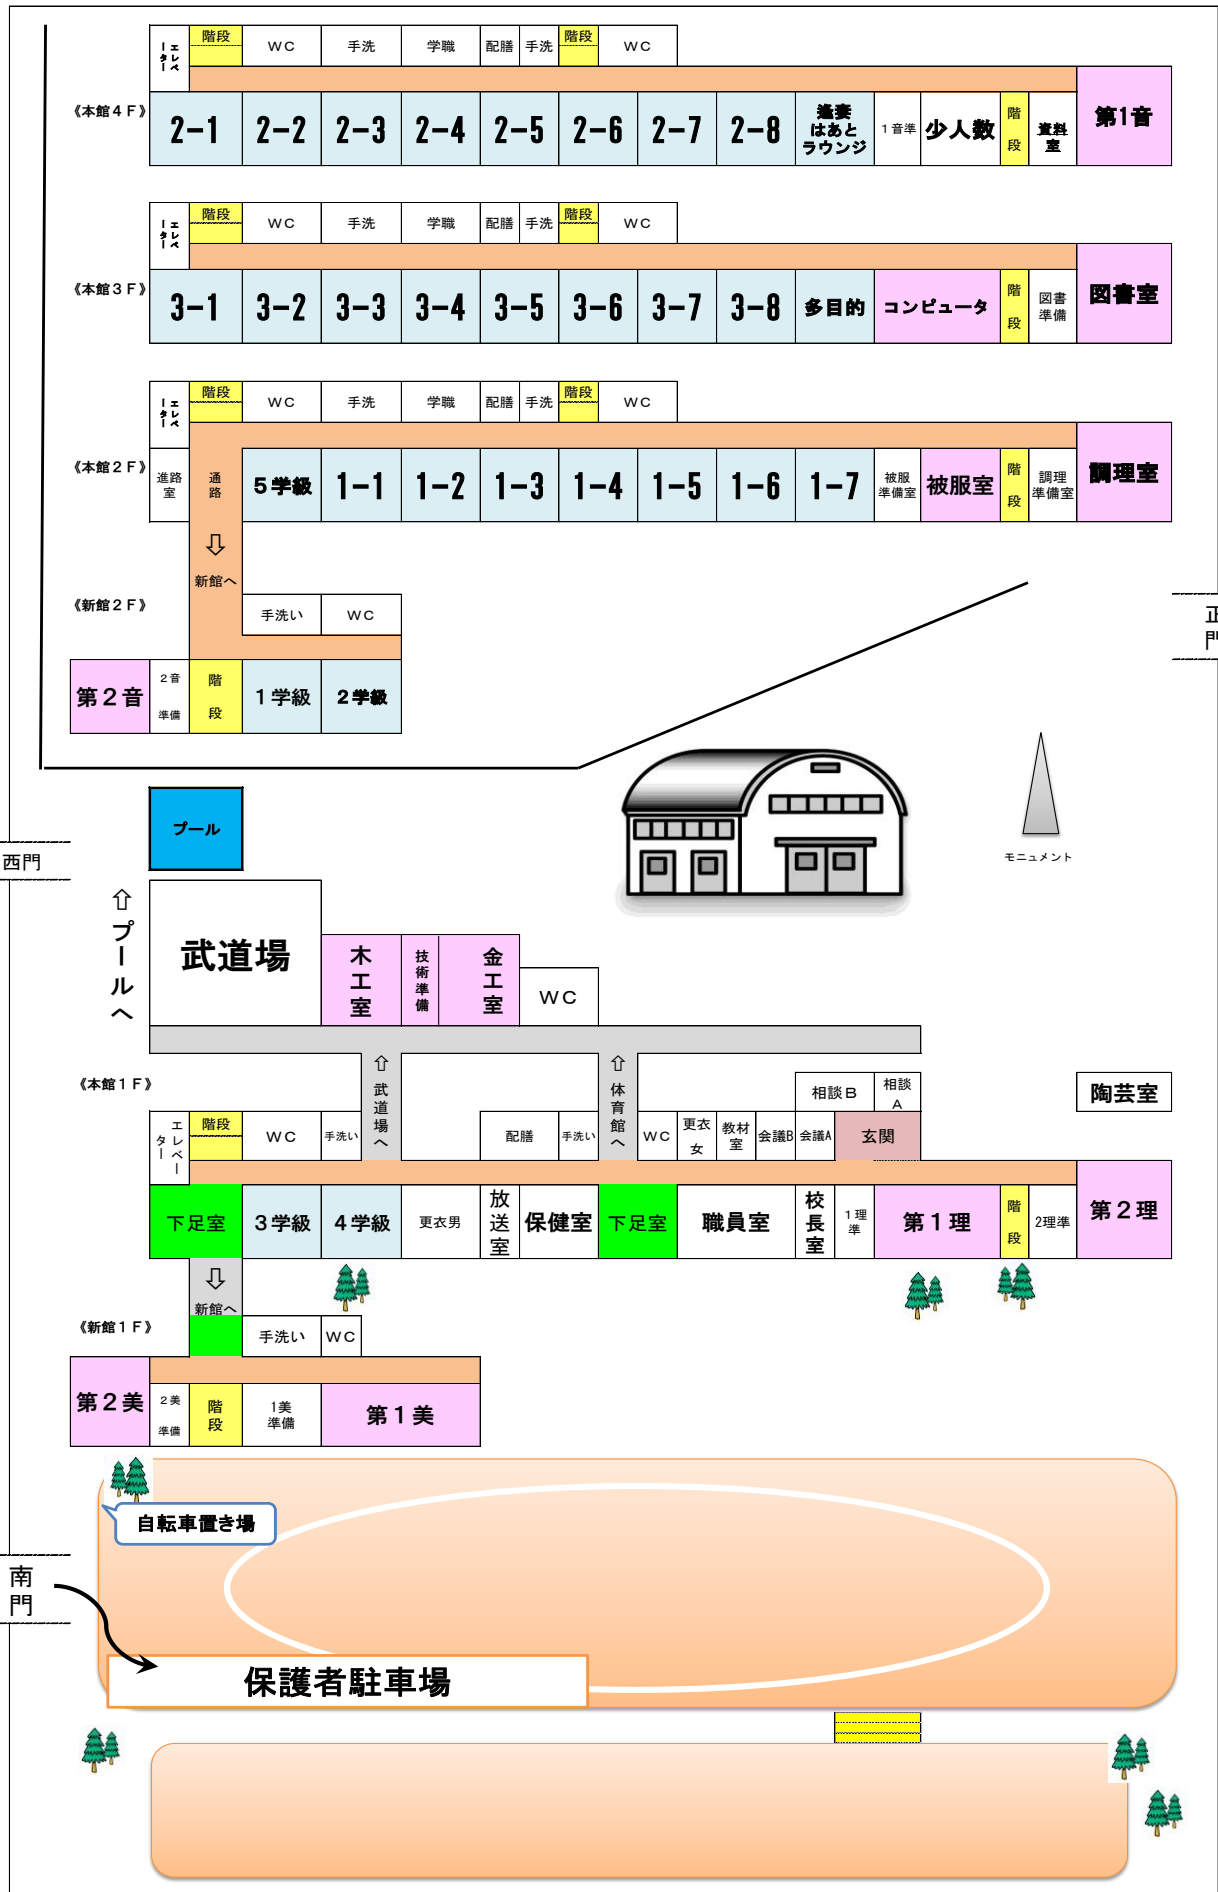 エレベーター
階段
ＷＣ
手洗
学職
配膳
手洗
階段
ＷＣ
《本館４Ｆ》
2-1
2-2
2-3
2-4
2-5
2-6
2-7
2-8
逢妻
はあと
ラウンジ
１音準
少人数
階段
資料室
第1音
エレベーター
階段
ＷＣ
手洗
学職
配膳
手洗
階段
ＷＣ
《本館３Ｆ》
3-1
3-2
3-3
3-4
3-5
3-6
3-7
3-8
多目的
コンピュータ
階段
図書
準備
図書室
エレベーター
階段
ＷＣ
手洗
学職
配膳
手洗
階段
ＷＣ
《本館２Ｆ》
進路
室
通路
５学級
1-1
1-2
1-3
1-4
1-5
1-6
1-7
被服
準備室
被服室
階段
調理
準備室
調理室
⇩
新館へ
《新館２Ｆ》
手洗い
ＷＣ
正門
第２音
２音
準備
階段
１学級
２学級
プール
モニュメント
西門
⇧プールへ
武道場
木工室
技術準備
金工室
ＷＣ
《本館１Ｆ》
⇧武道場へ
⇧体育館へ
相談Ｂ
相談
Ａ
陶芸室
エレベーター
階段
ＷＣ
手洗い
配膳
手洗い
ＷＣ
更衣
女
教材
室
会議B
会議A
玄関
下足室
３学級
４学級
更衣男
放送室
保健室
下足室
職員室
校長室
１理
準
第１理
階段
2理準
第２理
⇩
新館へ
《新館１Ｆ》
手洗い
ＷＣ
第２美
２美
準備
階段
1美
準備
第１美
自転車置き場
南門
保護者駐車場